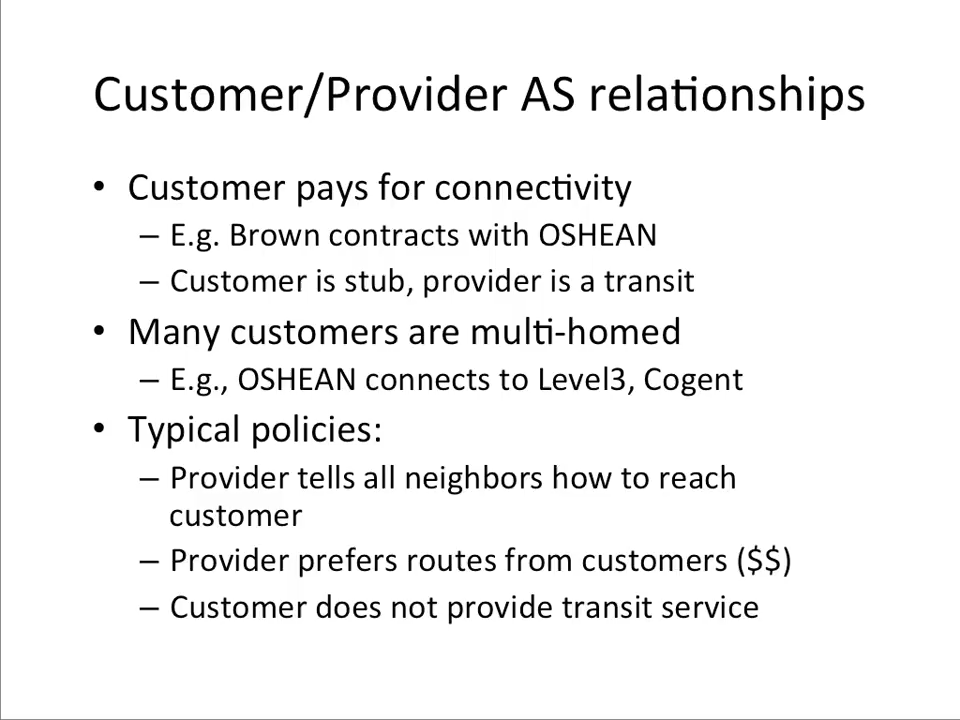 Customer/Provider AS relationships
• Customer pays for connectivity
– E.g. Brown contracts with OSHEAN
– Customer is stub, provider is a transit
• Many customers are multi-homed
– E.g., OSHEAN connects to Level3, Cogent
• Typical policies:
– Provider tells all neighbors how to reach
customer
– Provider prefers routes from customers ($$)
– Customer does not provide transit service